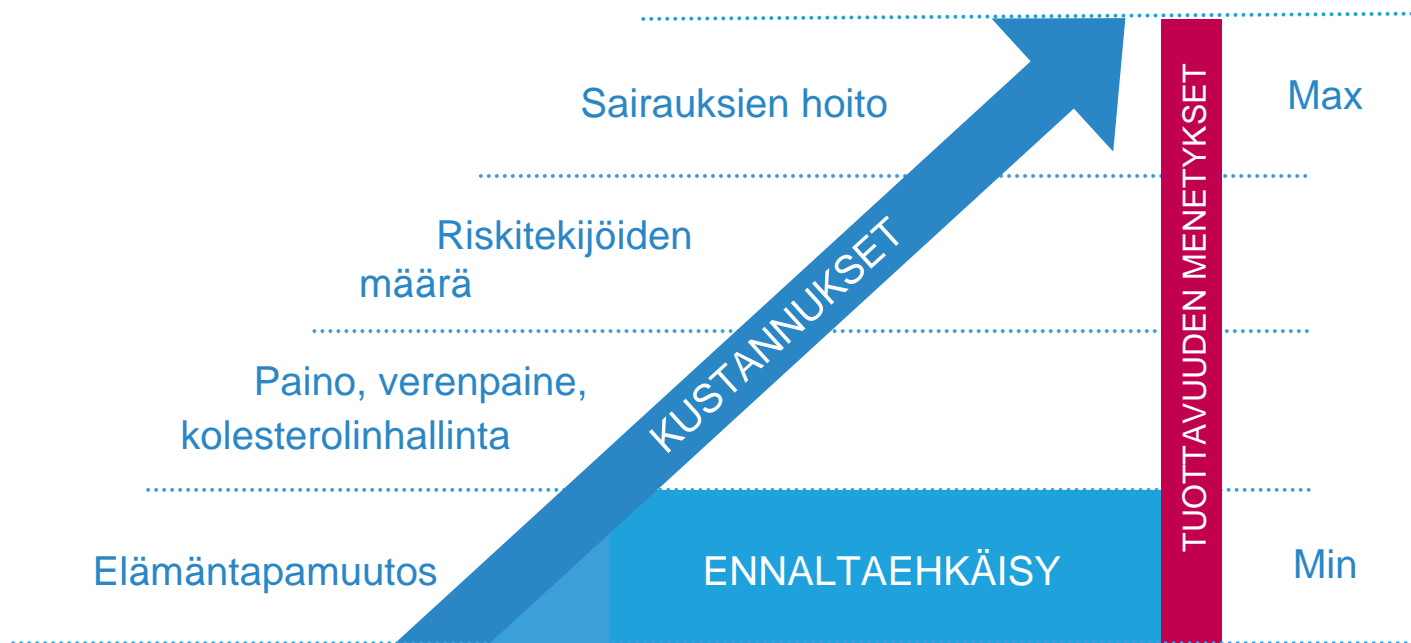 Sairauksien hoito
Max
Riskitekijöiden
määrä
Paino, verenpaine,
kolesterolinhallinta
KUSTANNUKSET
TUOTTAVUUDEN MENETYKSET
Elämäntapamuutos
ENNALTAEHKÄISY
Min